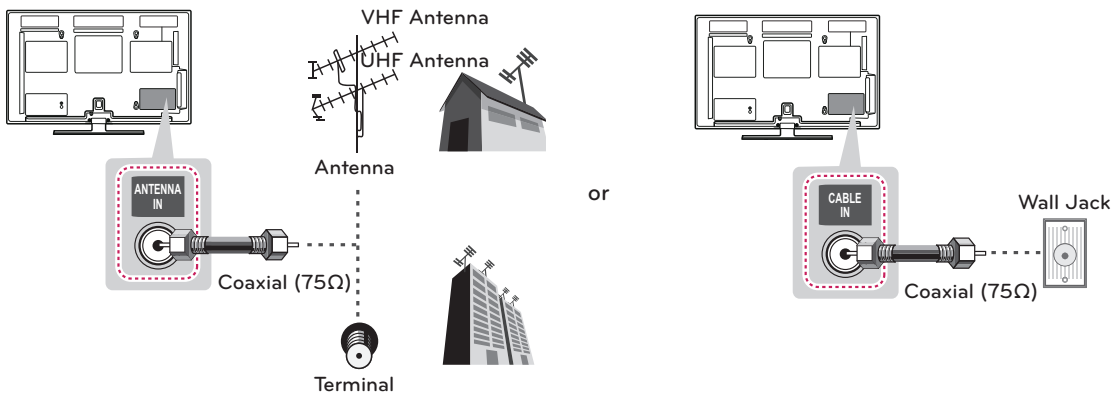 VHF Antenna
UHF Antenna
Antenna
ANTENNA
IN
Coaxial (75Ω)
Terminal
or
CABLE
IN
Wall Jack
Coaxial (75Ω)